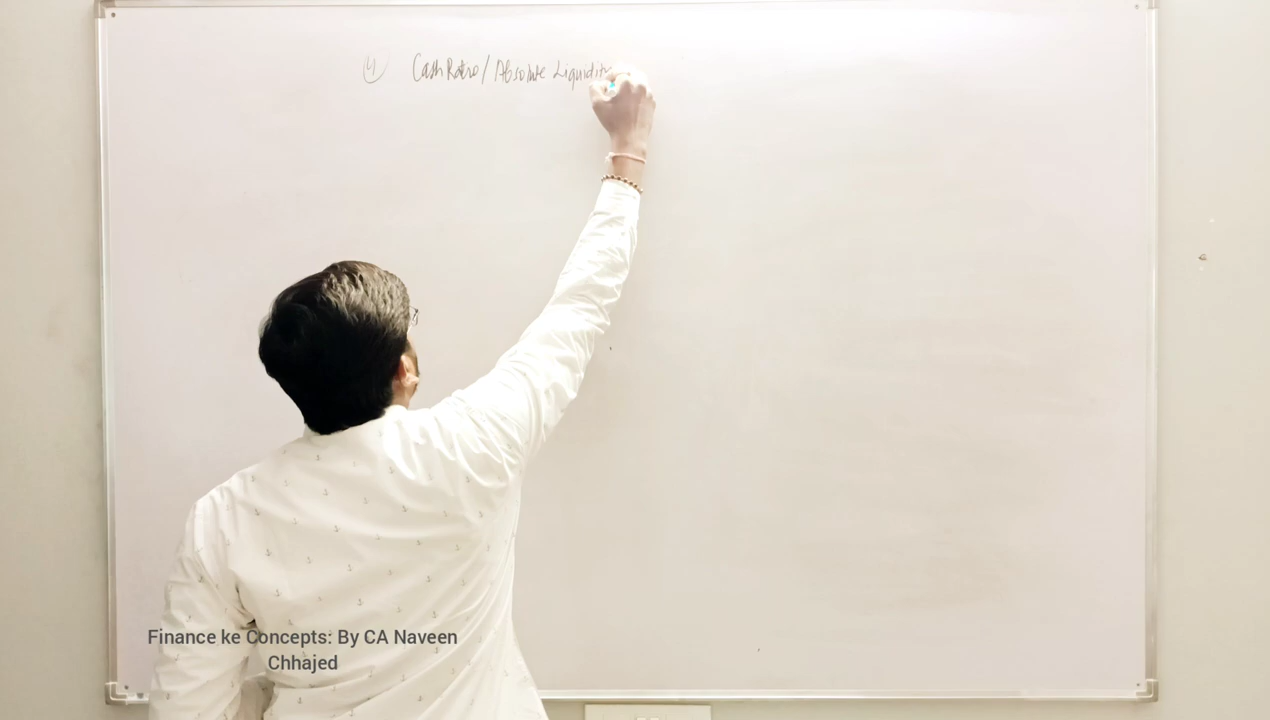 4) Cash Ratio / Absolute Liquidity
Finance ke Concepts: By CA Naveen
Chhajed